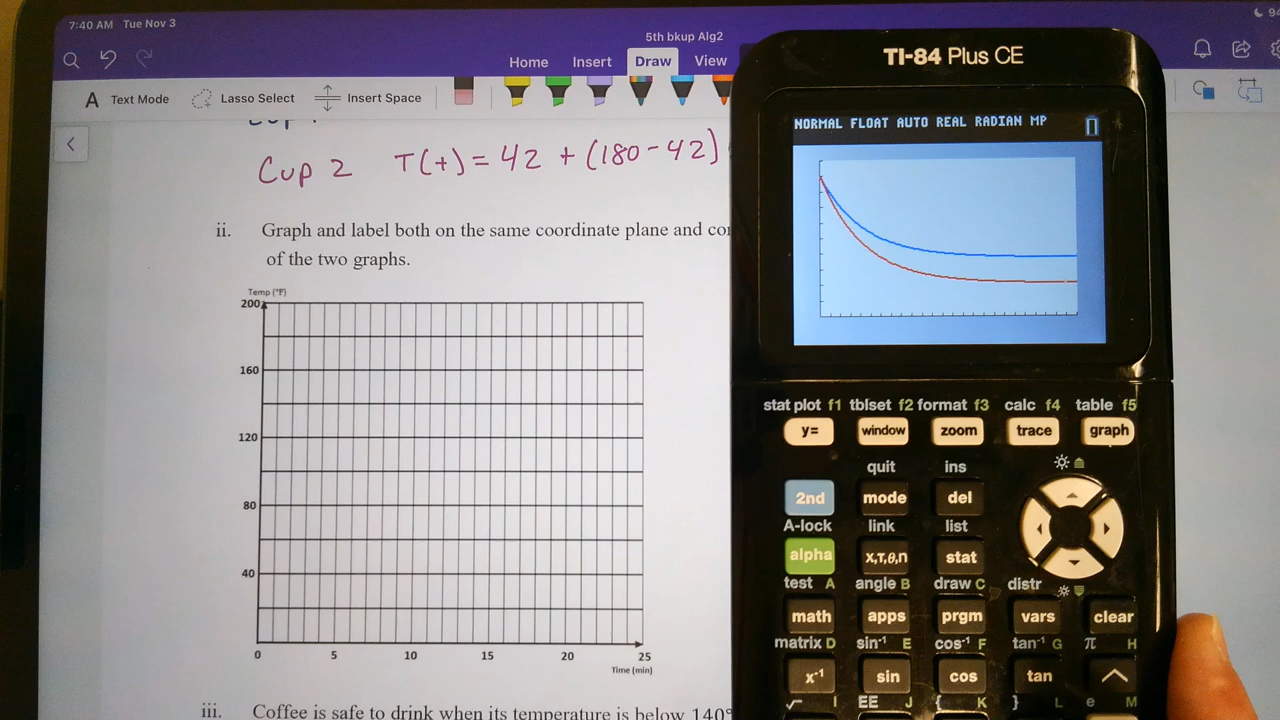 7:40 AM Tue Nov 3
5th bkup Alg2
Home Insert Draw View
A Text Mode Lasso Select Insert Space
Cup 2 T(t) = 42 + (180 - 42)
ii. Graph and label both on the same coordinate plane and
of the two graphs.
Temp (°F)
200
160
120
80
40
0 5 10 15 20 25
Time (min)
iii. Coffee is safe to drink when its temperature is below 140°
TI-84 Plus CE
NORMAL FLOAT AUTO REAL RADIAN MP
stat plot f1 tblset f2 format f3 calc f4 table f5
y= window zoom trace graph
quit ins
2nd mode del
A-lock link list
alpha X,T,θ,n stat
test A angle B draw C distr
math apps prgm vars clear
matrix D sin⁻¹ E cos⁻¹ F tan⁻¹ G π H
x⁻¹ sin cos tan ^
√ I EE J { K } L e M